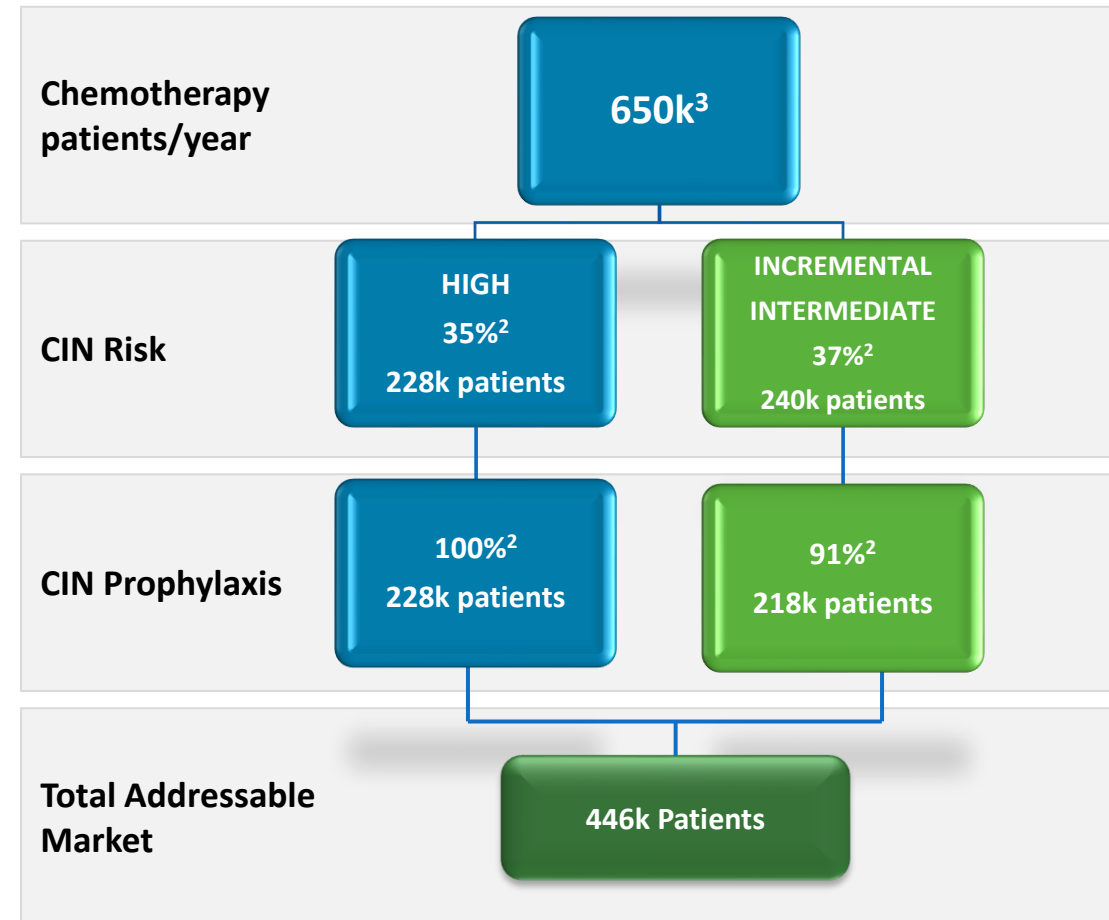 Chemotherapy
patients/year
650k³
CIN Risk
HIGH
35%²
228k patients
INCREMENTAL
INTERMEDIATE
37%²
240k patients
CIN Prophylaxis
100%²
228k patients
91%²
218k patients
Total Addressable
Market
446k Patients